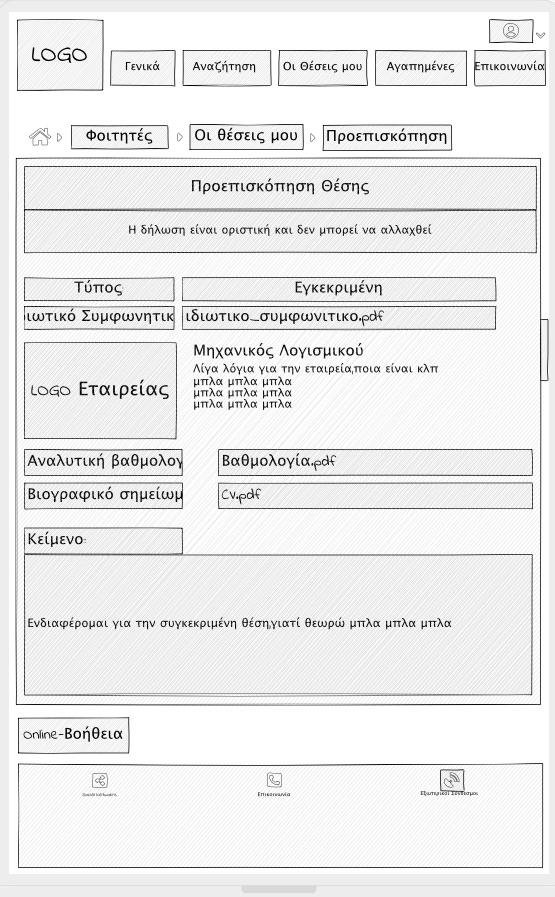 LOGO
Γενικά
Αναζήτηση
Οι Θέσεις μου
Αγαπημένες
Επικοινωνία
Φοιτητές
Οι θέσεις μου
Προεπισκόπηση
Προεπισκόπηση Θέσης
Η δήλωση είναι οριστική και δεν μπορεί να αλλαχθεί
Τύπος:
Εγκεκριμένη
ιωτικό Συμφωνητικ
ιδιωτικο_συμφωνιτικο.pdf
LOGO Εταιρείας
Μηχανικός Λογισμικού
Λίγα λόγια για την εταιρεία,ποια είναι κλπ
μπλα μπλα μπλα
μπλα μπλα μπλα
μπλα μπλα μπλα
Αναλυτική βαθμολογ
Βαθμολογία.pdf
Βιογραφικό σημείωμ
Cv.pdf
Κείμενο:
Ενδιαφέρομαι για την συγκεκριμένη θέση,γιατί θεωρώ μπλα μπλα μπλα
online-Βοήθεια
Επικοινωνία
Εξωτερικοί Σύνδεσμοι